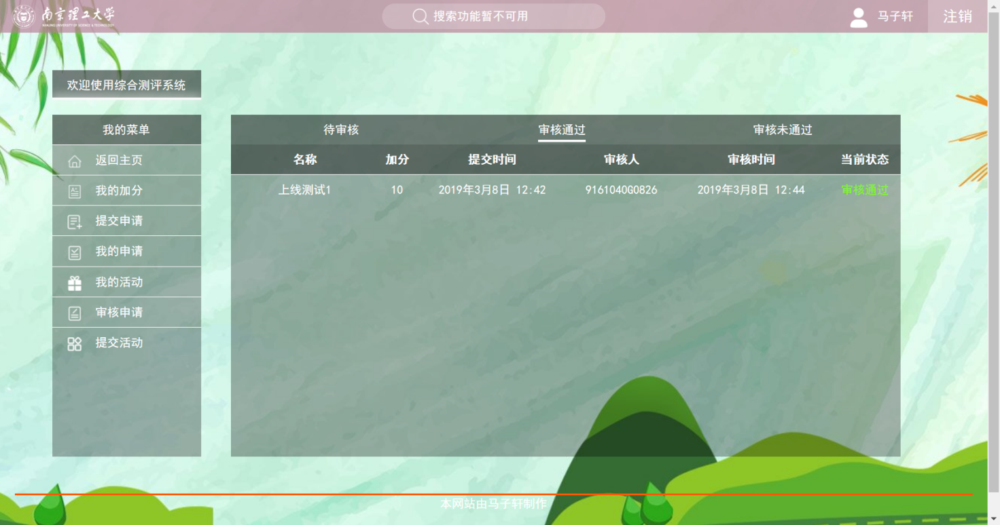 南京理工大学
NANJING UNIVERSITY OF SCIENCE & TECHNOLOGY
搜索功能暂不可用
马子轩
注销
欢迎使用综合测评系统
我的菜单
返回主页
我的加分
提交申请
我的申请
我的活动
审核申请
提交活动
待审核 审核通过 审核未通过
名称 加分 提交时间 审核人 审核时间 当前状态
上线测试1 10 2019年3月8日 12:42 9161040G0826 2019年3月8日 12:44 审核通过
本网站由马子轩制作